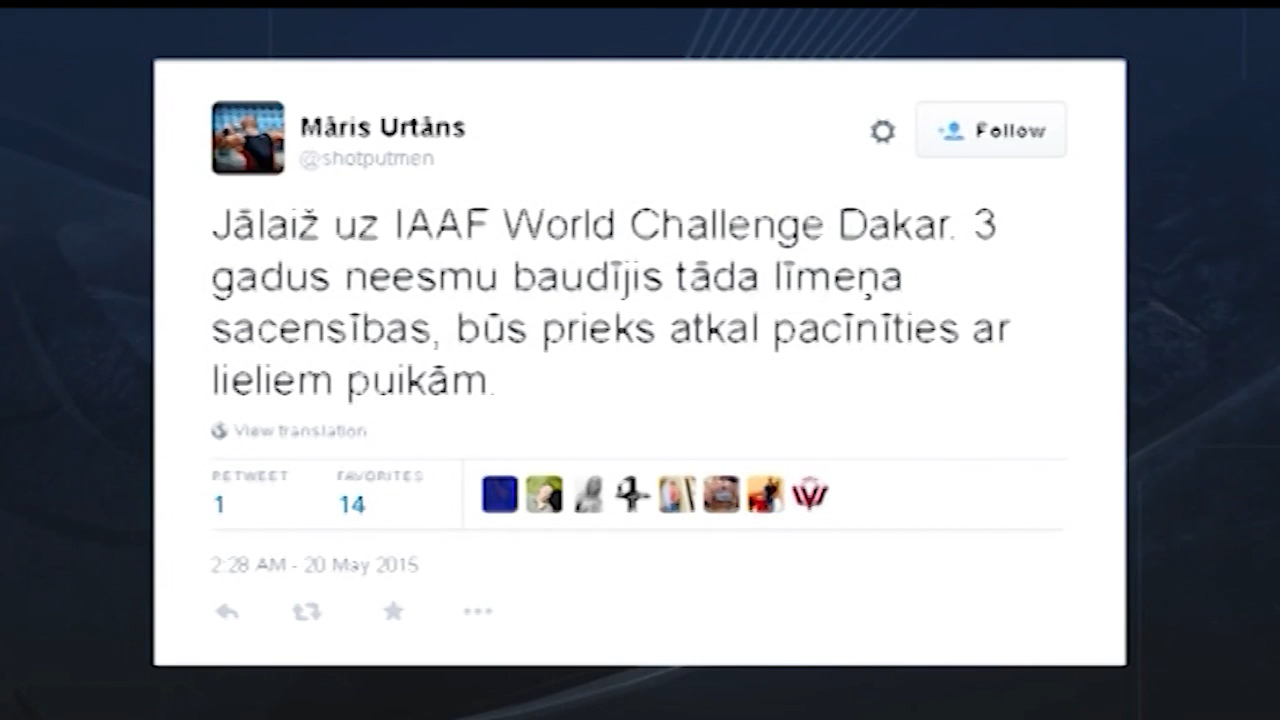 Māris Urtāns
@shotputmen
Follow
Jālaiž uz IAAF World Challenge Dakar. 3
gadus neesmu baudījis tāda līmeņa
sacensības, būs prieks atkal pacīnīties ar
lieliem puikām.
View translation
RETWEET FAVORITES
1 14
2:28 AM - 20 May 2015